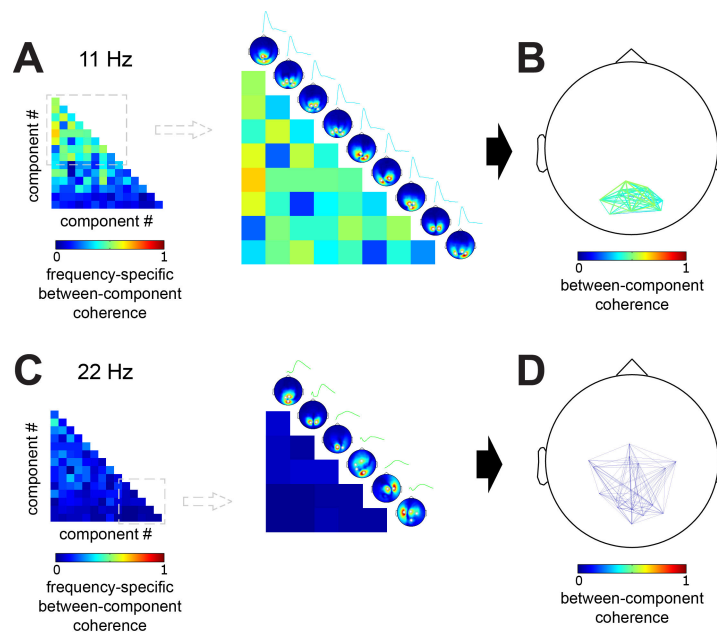 A
11 Hz
component #
component #
0
1
frequency-specific
between-component
coherence
B
0
1
between-component
coherence
C
22 Hz
component #
component #
0
1
frequency-specific
between-component
coherence
D
0
1
between-component
coherence